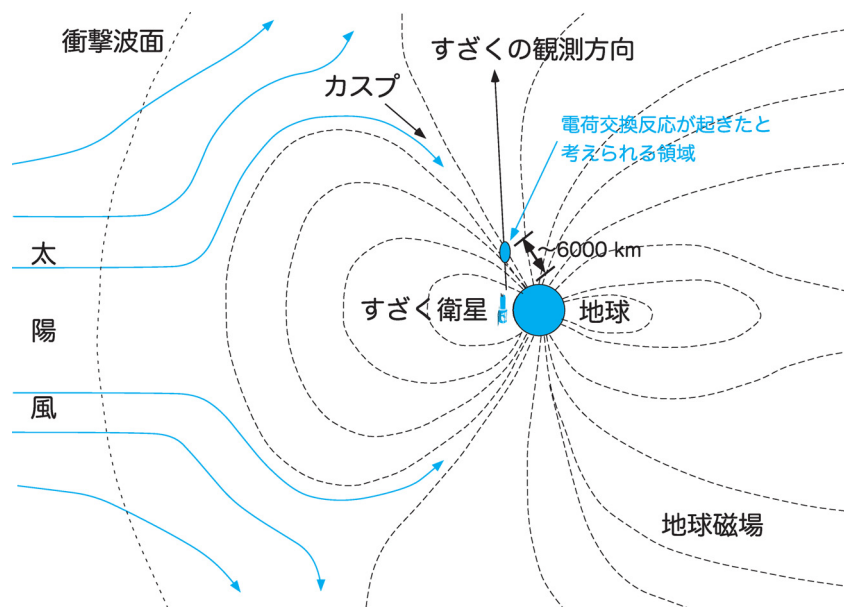 衝撃波面
すざくの観測方向
カスプ
電荷交換反応が起きたと
考えられる領域
太
陽
風
~6000 km
すざく衛星
地球
地球磁場